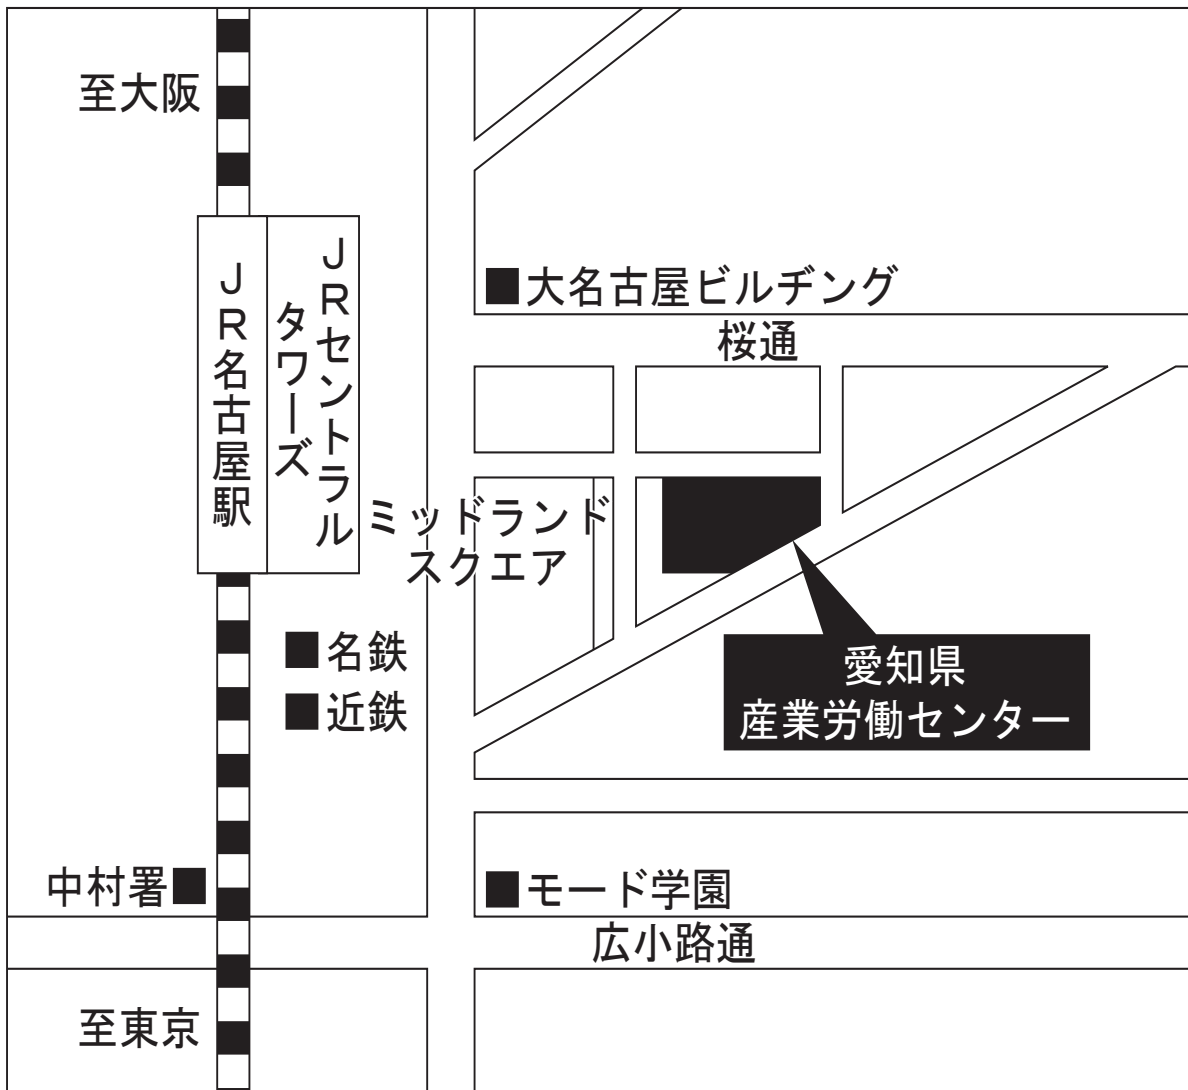 至大阪
JR名古屋駅
JRセントラル
タワーズ
■大名古屋ビルヂング
桜通
ミッドランド
スクエア
■名鉄
■近鉄
愛知県
産業労働センター
中村署■
■モード学園
広小路通
至東京